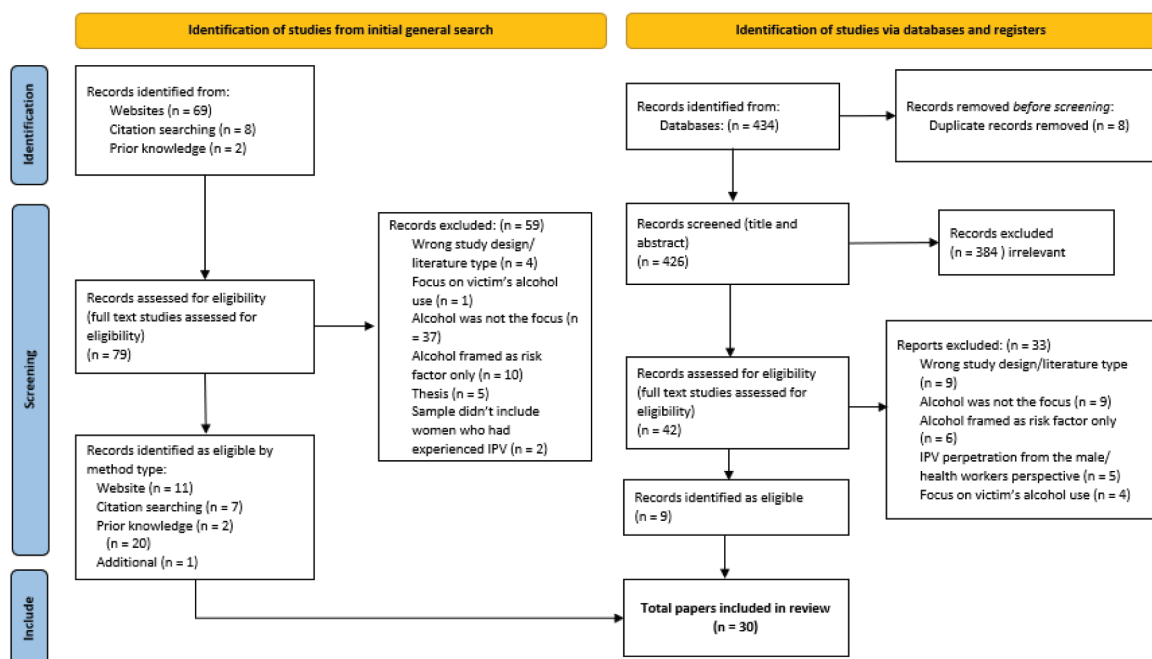 Identification of studies from initial general search
Identification of studies via databases and registers
Identification
Records identified from:
Websites (n = 69)
Citation searching (n = 8)
Prior knowledge (n = 2)
Records identified from:
Databases: (n = 434)
Records removed before screening:
Duplicate records removed (n = 8)
Screening
Records excluded: (n = 59)
Wrong study design/
literature type (n = 4)
Focus on victim's alcohol
use (n = 1)
Alcohol was not the focus (n
= 37)
Alcohol framed as risk
factor only (n = 10)
Thesis (n = 5)
Sample didn't include
women who had
experienced IPV (n = 2)
Records screened (title and
abstract)
(n = 426)
Records excluded
(n = 384 ) irrelevant
Records assessed for eligibility
(full text studies assessed for
eligibility)
(n = 79)
Records assessed for eligibility
(full text studies assessed for
eligibility)
(n = 42)
Reports excluded: (n = 33)
Wrong study design/literature type
(n = 9)
Alcohol was not the focus (n = 9)
Alcohol framed as risk factor only
(n = 6)
IPV perpetration from the male/
health workers perspective (n = 5)
Focus on victim's alcohol use (n = 4)
Records identified as eligible by
method type:
Website (n = 11)
Citation searching (n = 7)
Prior knowledge (n = 2)
(n = 20)
Additional (n = 1)
Records identified as eligible
(n = 9)
Include
Total papers included in review
(n = 30)